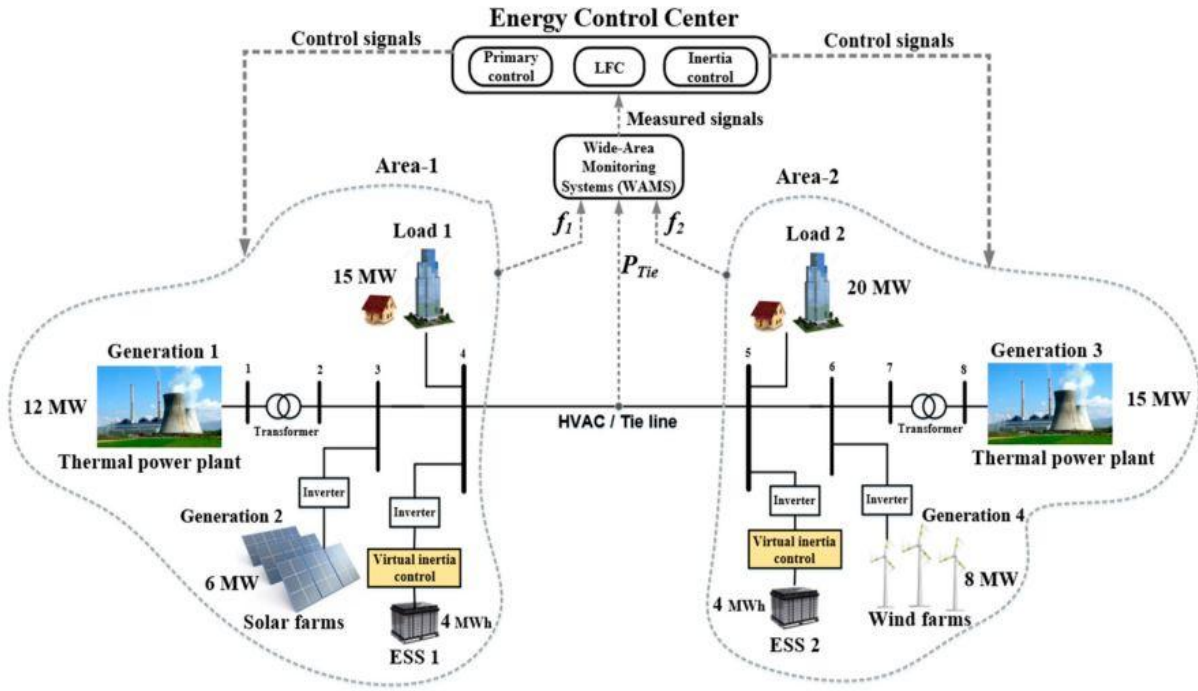 Energy Control Center
Control signals
Control signals
Primary
control
LFC
Inertia
control
Measured signals
Wide-Area
Monitoring
Systems (WAMS)
Area-1
Area-2
f1
f2
PTie
Load 1
15 MW
Load 2
20 MW
Generation 1
12 MW
Thermal power plant
1
2
3
4
Transformer
HVAC / Tie line
5
6
7
8
Transformer
Generation 3
15 MW
Thermal power plant
Inverter
Generation 2
6 MW
Solar farms
Inverter
Virtual inertia
control
4 MWh
ESS 1
Inverter
Virtual inertia
control
4 MWh
ESS 2
Inverter
Generation 4
8 MW
Wind farms